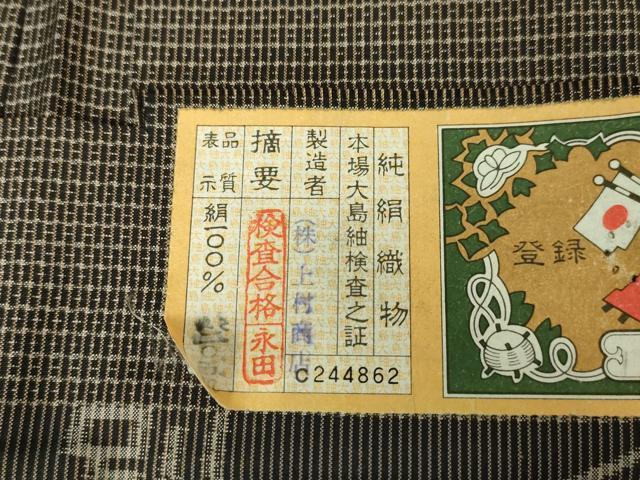 純絹織物
本場大島紬検査之証
製造者
(株)上村商店
C244862
摘要
検査合格
永田
品質
表示
絹100%
登録